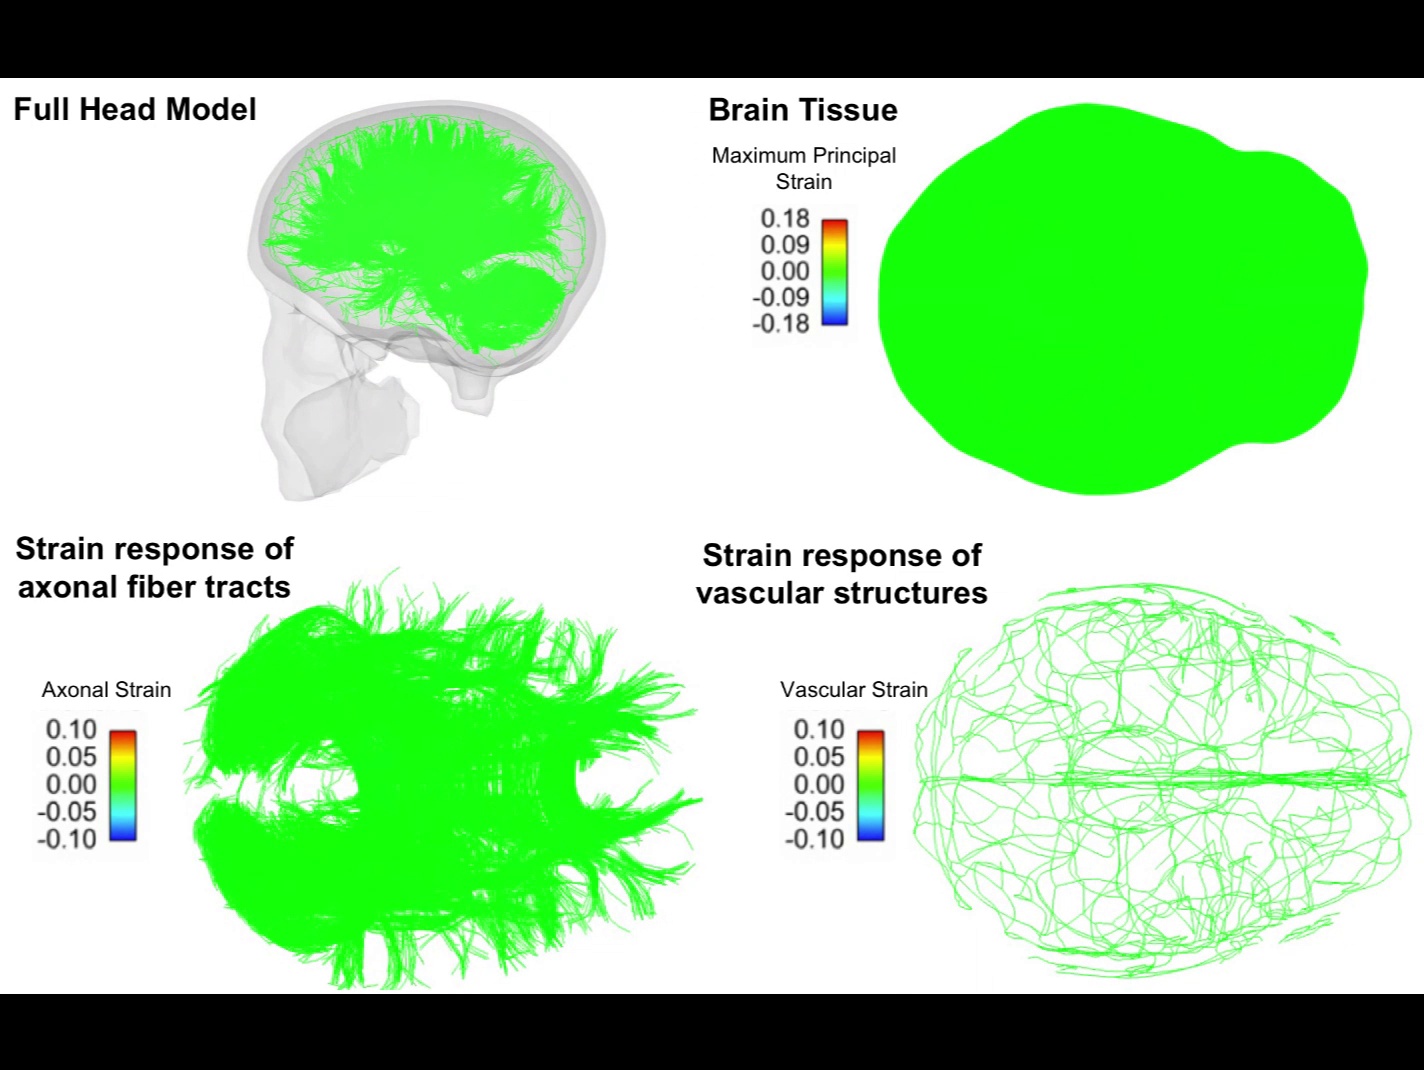 Full Head Model
Brain Tissue
Maximum Principal
Strain
0.18
0.09
0.00
-0.09
-0.18
Strain response of
axonal fiber tracts
Axonal Strain
0.10
0.05
0.00
-0.05
-0.10
Strain response of
vascular structures
Vascular Strain
0.10
0.05
0.00
-0.05
-0.10